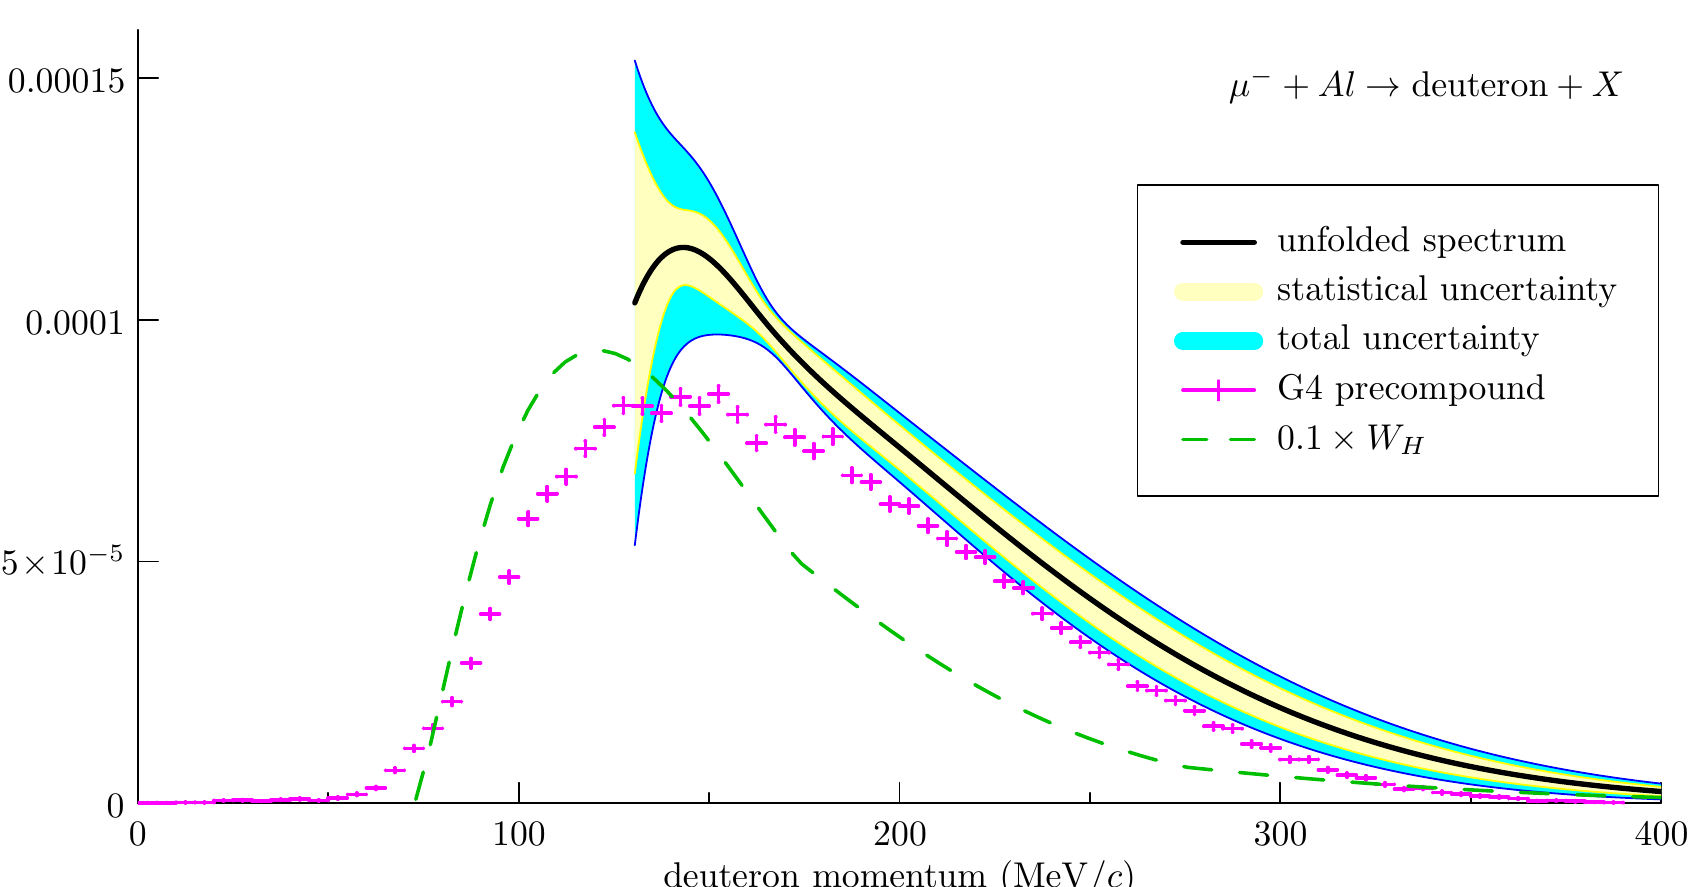 0.00015
0.0001
5×10⁻⁵
0
μ⁻ + Al → deuteron + X
unfolded spectrum
statistical uncertainty
total uncertainty
G4 precompound
0.1 × W_H
0 100 200 300 400
deuteron momentum (MeV/c)